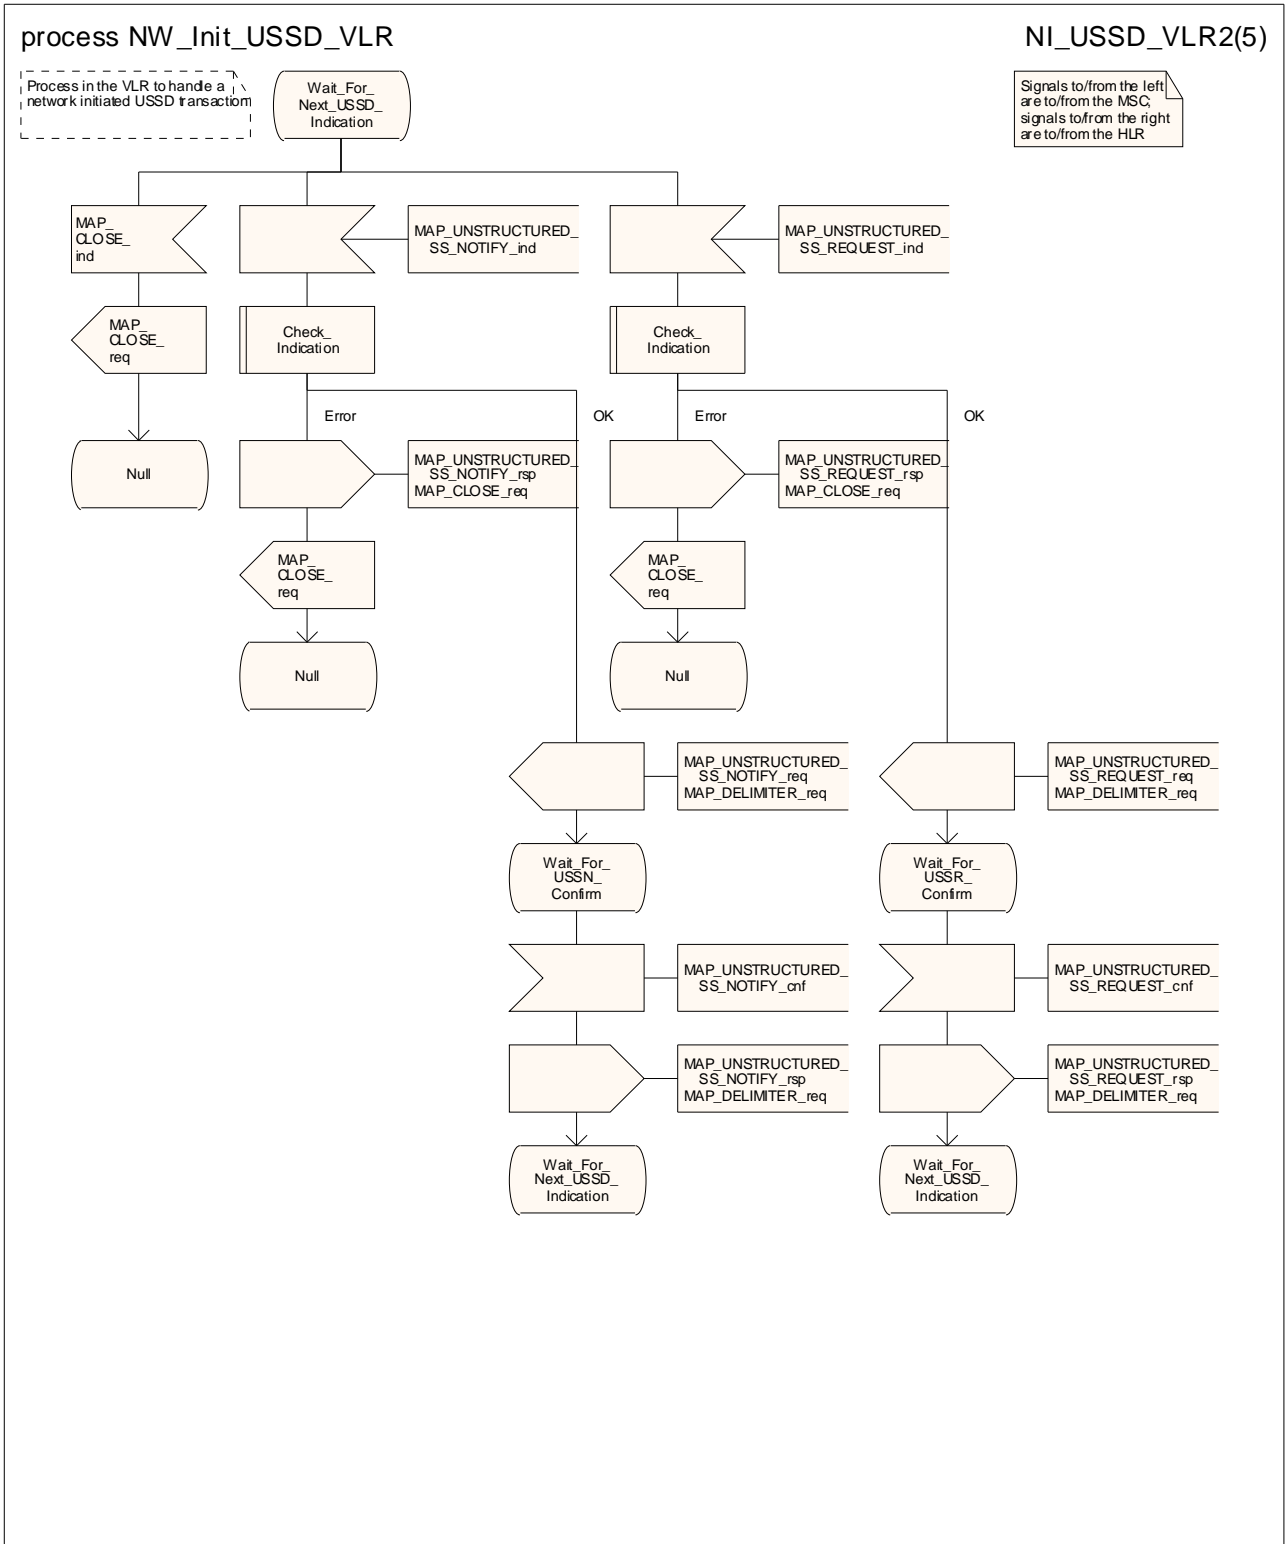 process NW_Init_USSD_VLR
NI_USSD_VLR2(5)
Process in the VLR to handle a
network initiated USSD transaction
Wait_For_
Next_USSD_
Indication
Signals to/from the left
are to/from the MSC;
signals to/from the right
are to/from the HLR
MAP_
CLOSE_
ind
MAP_UNSTRUCTURED_
SS_NOTIFY_ind
MAP_UNSTRUCTURED_
SS_REQUEST_ind
MAP_
CLOSE_
req
Check_
Indication
Check_
Indication
Error
OK
Error
OK
Null
MAP_UNSTRUCTURED_
SS_NOTIFY_rsp
MAP_CLOSE_req
MAP_UNSTRUCTURED_
SS_REQUEST_rsp
MAP_CLOSE_req
MAP_
CLOSE_
req
MAP_
CLOSE_
req
Null
Null
MAP_UNSTRUCTURED_
SS_NOTIFY_req
MAP_DELIMITER_req
MAP_UNSTRUCTURED_
SS_REQUEST_req
MAP_DELIMITER_req
Wait_For_
USSN_
Confirm
Wait_For_
USSR_
Confirm
MAP_UNSTRUCTURED_
SS_NOTIFY_cnf
MAP_UNSTRUCTURED_
SS_REQUEST_cnf
MAP_UNSTRUCTURED_
SS_NOTIFY_rsp
MAP_DELIMITER_req
MAP_UNSTRUCTURED_
SS_REQUEST_rsp
MAP_DELIMITER_req
Wait_For_
Next_USSD_
Indication
Wait_For_
Next_USSD_
Indication